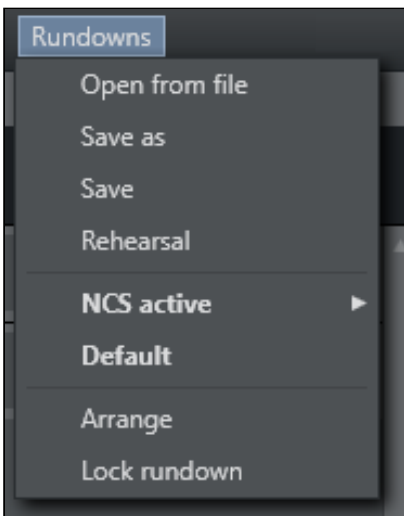 Rundowns
Open from file
Save as
Save
Rehearsal
NCS active
Default
Arrange
Lock rundown